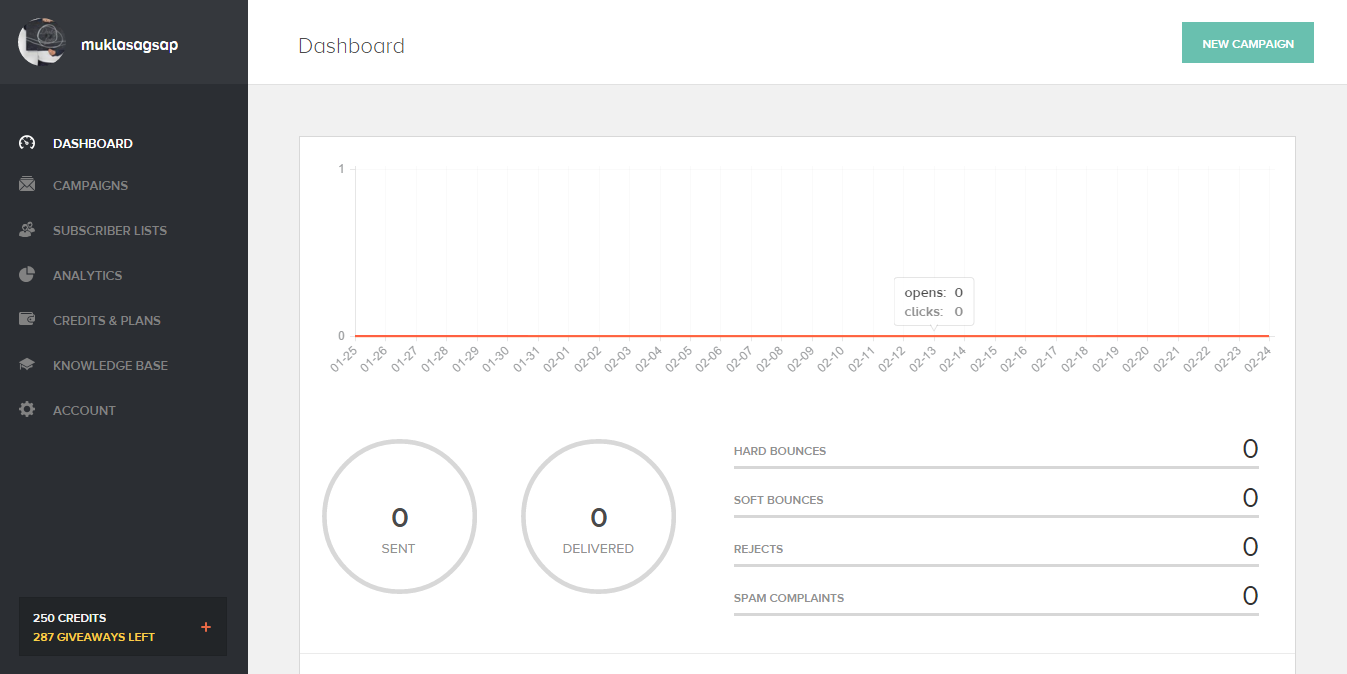 muklasagsap
Dashboard
NEW CAMPAIGN
DASHBOARD
CAMPAIGNS
SUBSCRIBER LISTS
ANALYTICS
CREDITS & PLANS
KNOWLEDGE BASE
ACCOUNT
250 CREDITS
287 GIVEAWAYS LEFT
+
1
0
opens: 0
clicks: 0
01-25 01-26 01-27 01-28 01-29 01-30 01-31 02-01 02-02 02-03 02-04 02-05 02-06 02-07 02-08 02-09 02-10 02-11 02-12 02-13 02-14 02-15 02-16 02-17 02-18 02-19 02-20 02-21 02-22 02-23 02-24
0
SENT
0
DELIVERED
HARD BOUNCES 0
SOFT BOUNCES 0
REJECTS 0
SPAM COMPLAINTS 0